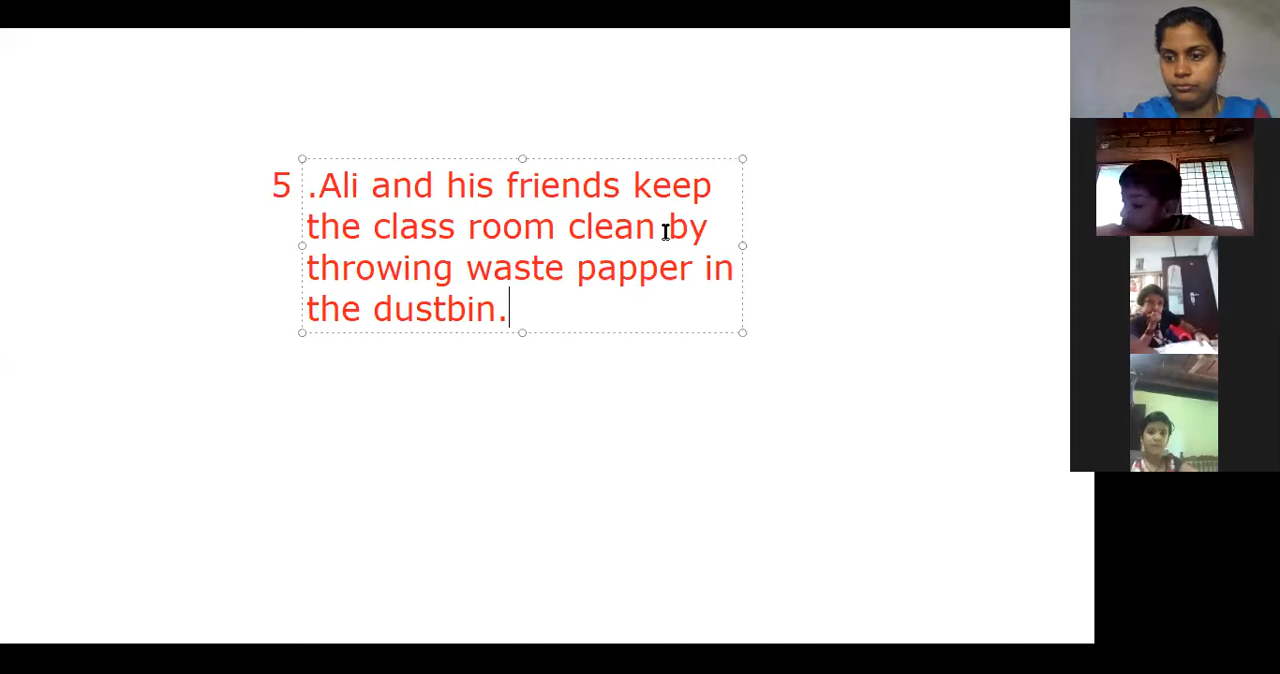 5 .Ali and his friends keep
the class room clean by
throwing waste papper in
the dustbin.